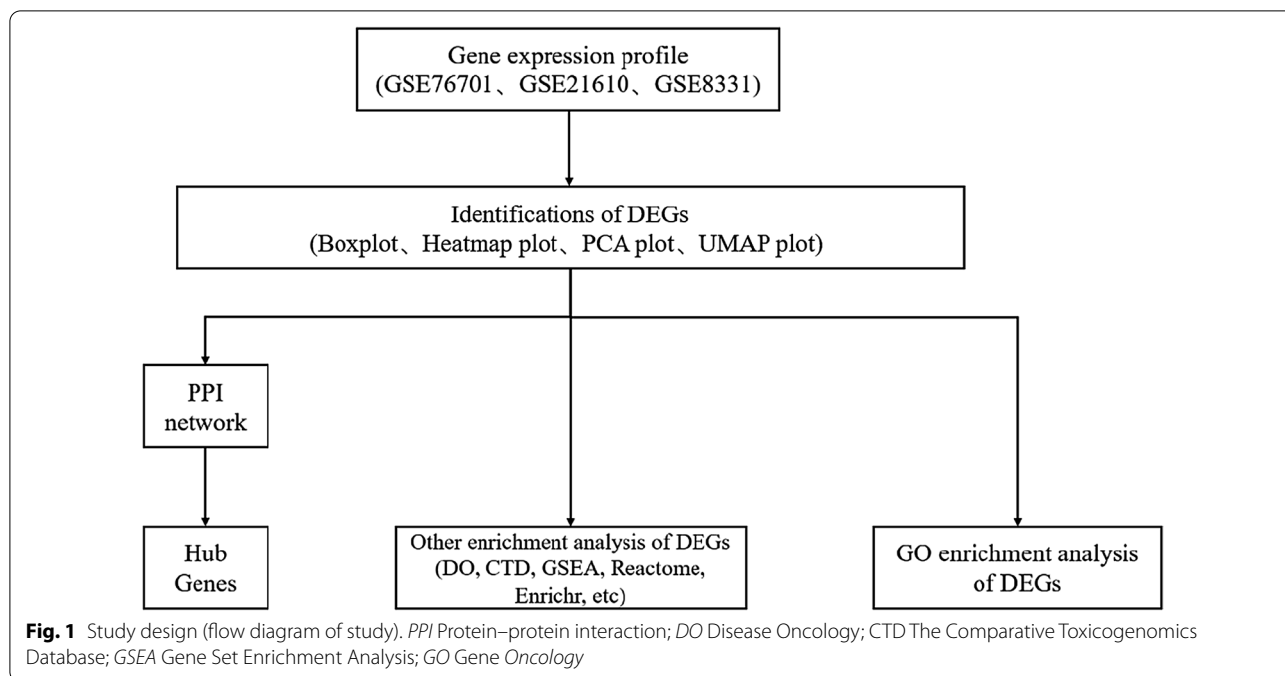 Gene expression profile
(GSE76701、GSE21610、GSE8331)
Identifications of DEGs
(Boxplot、Heatmap plot、PCA plot、UMAP plot)
PPI
network
Hub
Genes
Other enrichment analysis of DEGs
(DO, CTD, GSEA, Reactome,
Enrichr, etc)
GO enrichment analysis
of DEGs
Fig. 1 Study design (flow diagram of study). PPI Protein–protein interaction; DO Disease Oncology; CTD The Comparative Toxicogenomics
Database; GSEA Gene Set Enrichment Analysis; GO Gene Oncology